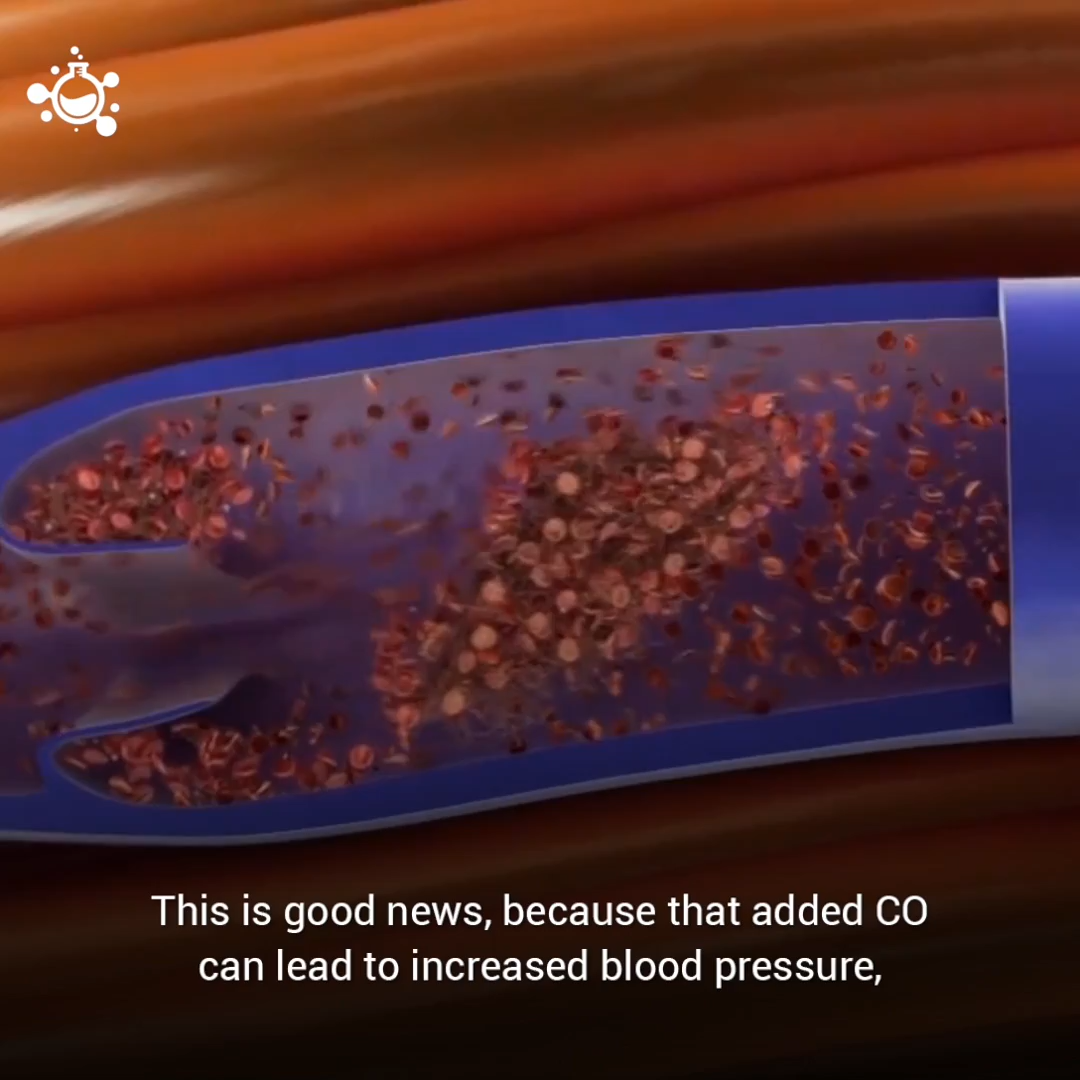 This is good news, because that added CO
can lead to increased blood pressure,